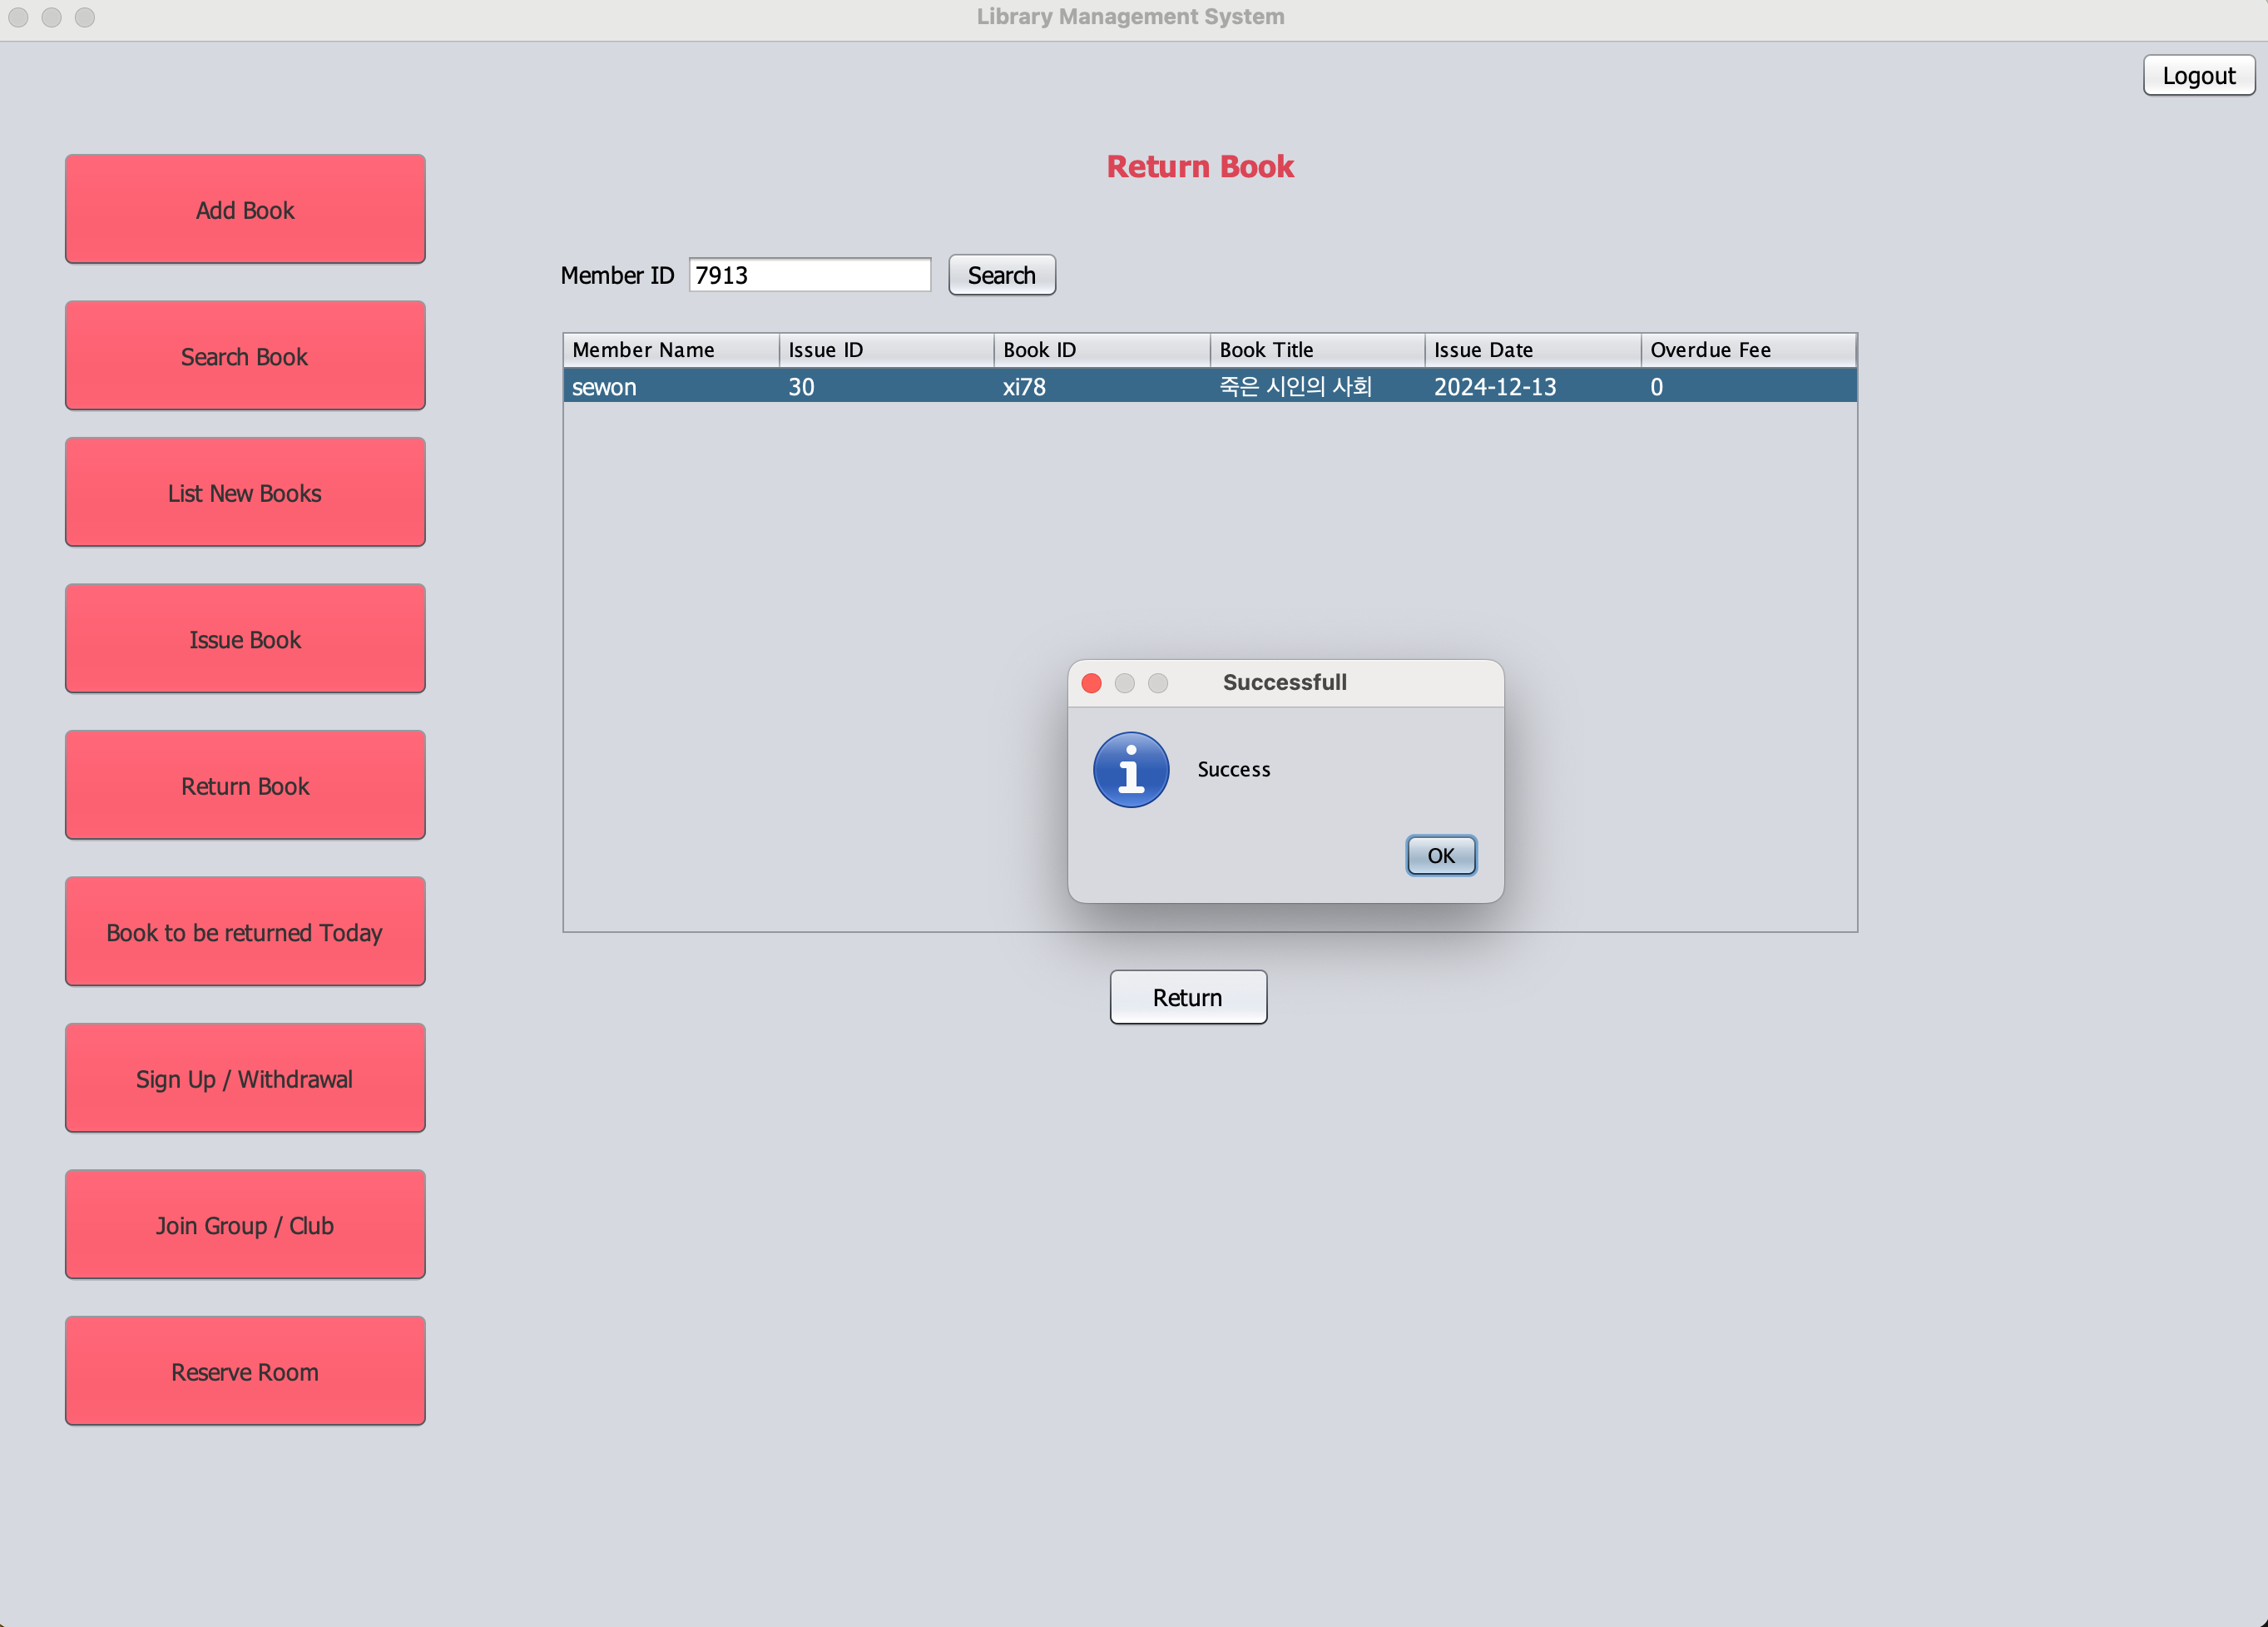 Library Management System
Logout
Add Book
Search Book
List New Books
Issue Book
Return Book
Book to be returned Today
Sign Up / Withdrawal
Join Group / Club
Reserve Room
Return Book
Member ID 7913 Search
Member Name Issue ID Book ID Book Title Issue Date Overdue Fee
sewon 30 xi78 죽은 시인의 사회 2024-12-13 0
Successfull
Success
OK
Return